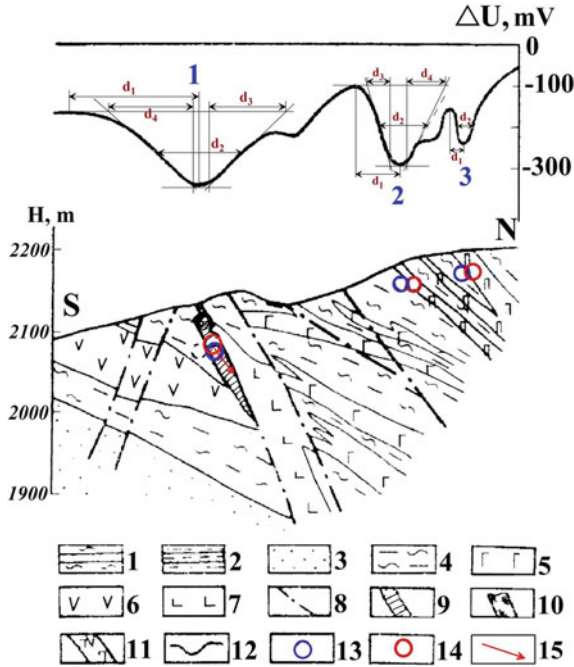 ΔU, mV
0
-100
-300
1
d₁
d₄
d₃
d₂
d₃
d₄
d₂
d₁
2
d₂
d₁
3
H, m
N
S
2200
2100
2000
1900
1 2 3 4 5
6 7 8 9 10
11 12 13 14 15